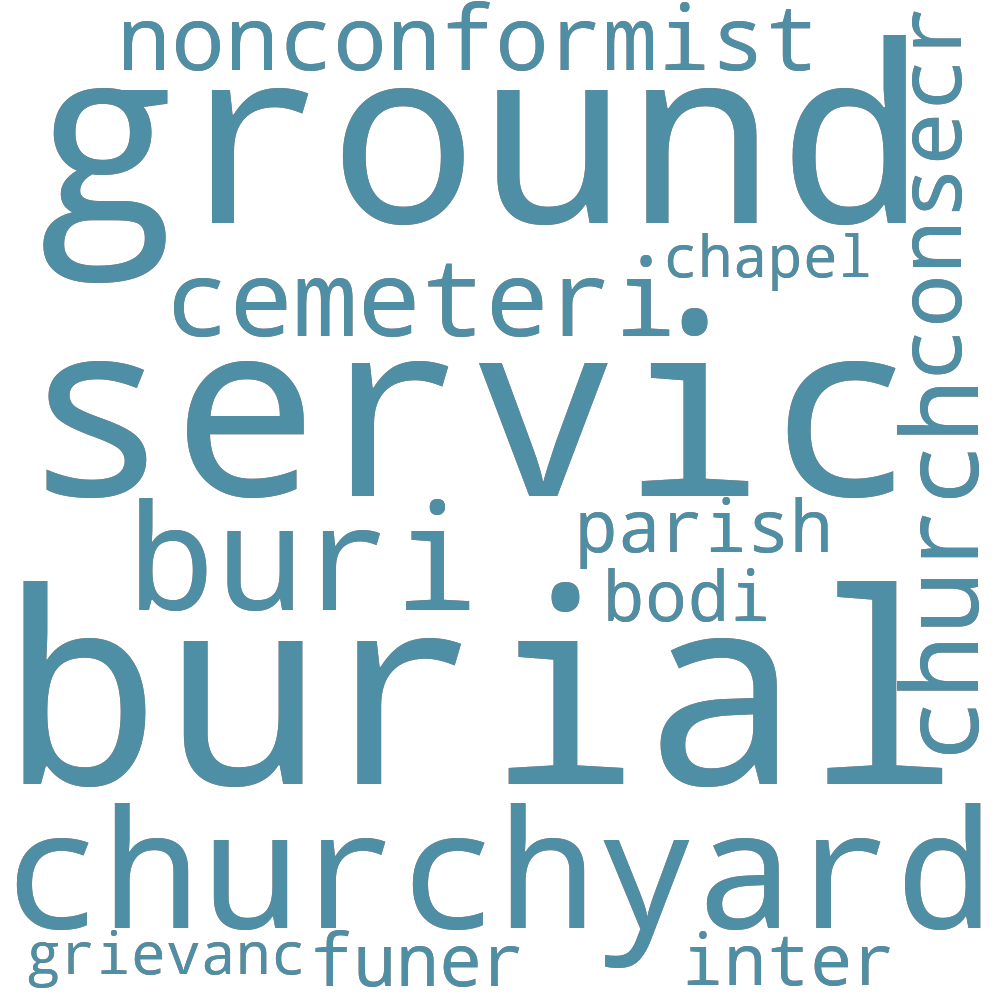 nonconformist
ground
consecr
chapel
cemeteri
servic
church
buri
parish
bodi
burial
churchyard
grievanc
funer
inter